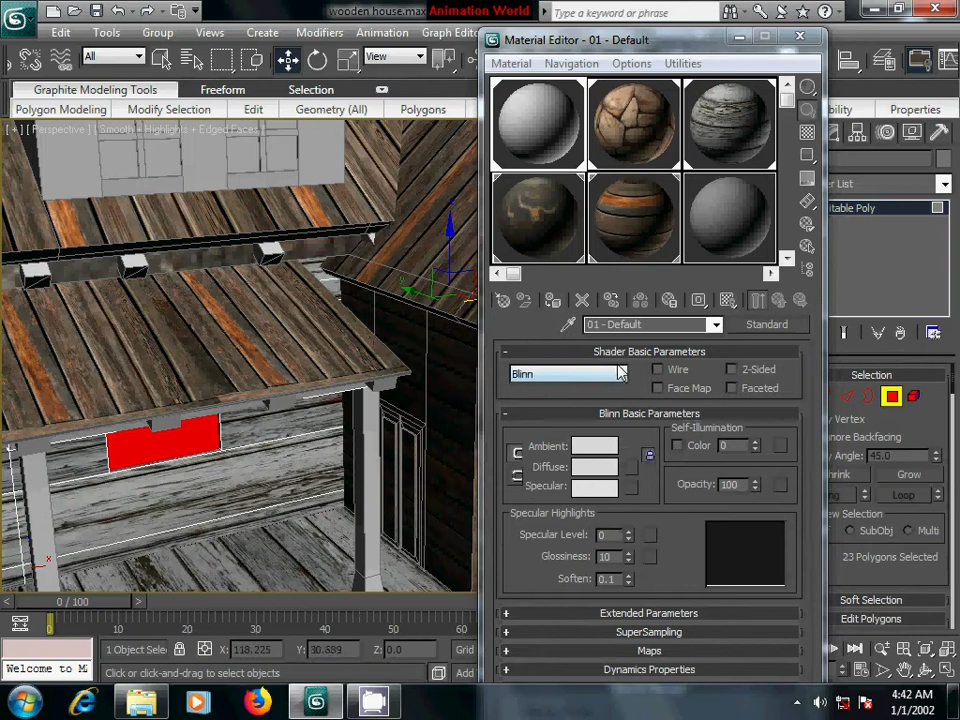 wooden house.max
Animation World
Type a keyword or phrase
Edit
Tools
Group
Views
Create
Modifiers
Animation
Graph Editors
All
View
Graphite Modeling Tools
Freeform
Selection
Polygon Modeling
Modify Selection
Edit
Geometry (All)
Polygons
Properties
[ + ] [ Perspective ] [ Smooth + Highlights + Edged Faces ]
Material Editor - 01 - Default
Material
Navigation
Options
Utilities
01 - Default
Standard
Shader Basic Parameters
Blinn
Wire
2-Sided
Face Map
Faceted
Blinn Basic Parameters
Self-Illumination
Ambient:
Color
0
Diffuse:
Specular:
Opacity:
100
Specular Highlights
Specular Level:
0
Glossiness:
10
Soften:
0.1
Extended Parameters
SuperSampling
Maps
Dynamics Properties
er List
itable Poly
Selection
y Vertex
gnore Backfacing
y Angle:
45.0
hrink
Grow
ing
Loop
ew Selection
SubObj
Multi
23 Polygons Selected
Soft Selection
Edit Polygons
0 / 100
0
10
20
30
40
50
60
1 Object Sele
X:
118.225
Y:
30.689
Z:
0.0
Grid
Welcome to M
Click or click-and-drag to select objects
Add
4:42 AM
1/1/2002